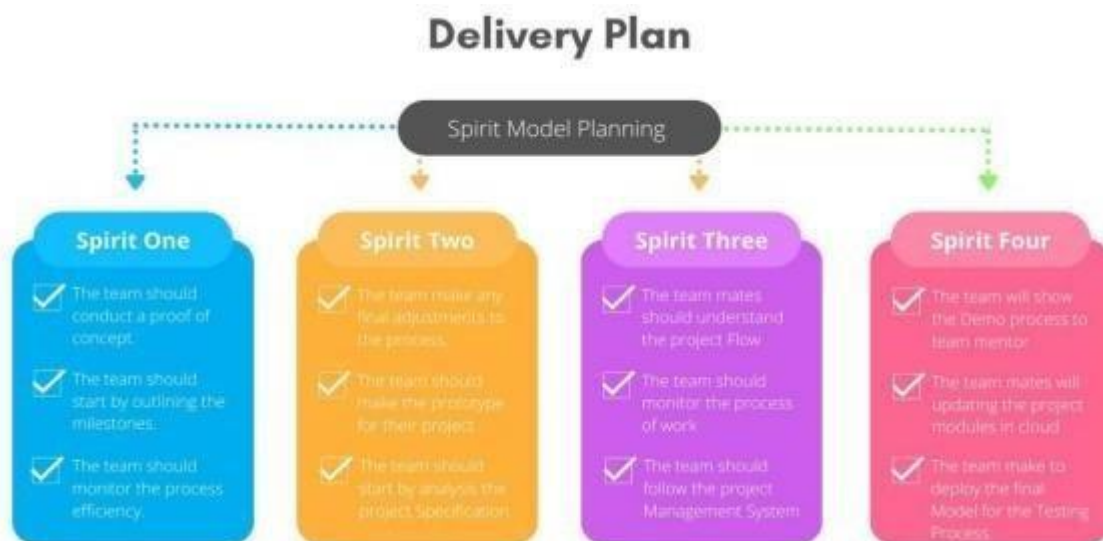 Delivery Plan
Spirit Model Planning
Spirit One
The team should
conduct a proof of
concept.
The team should
start by outlining the
milestones.
The team should
monitor the process
efficiency.
Spirit Two
The team make any
final adjustments to
the process.
The team should
make the prototype
for their project
The team should
start by analysis the
project Specification
Spirit Three
The team mates
should understand
the project Flow
The team should
monitor the process
of work
The team should
follow the project
Management System
Spirit Four
The team will show
the Demo process to
team mentor
The team mates will
updating the project
modules in cloud
The team make to
deploy the final
Model for the Testing
Process